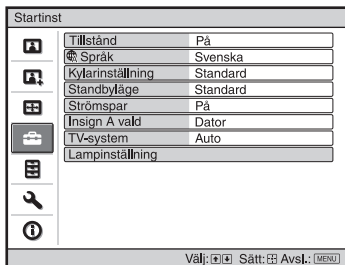 Startinst
Tillstånd På
Språk Svenska
Kylarinställning Standard
Standbyläge Standard
Strömspar På
Insign A vald Dator
TV-system Auto
Lampinställning
Välj: Sätt: Avsl.: MENU